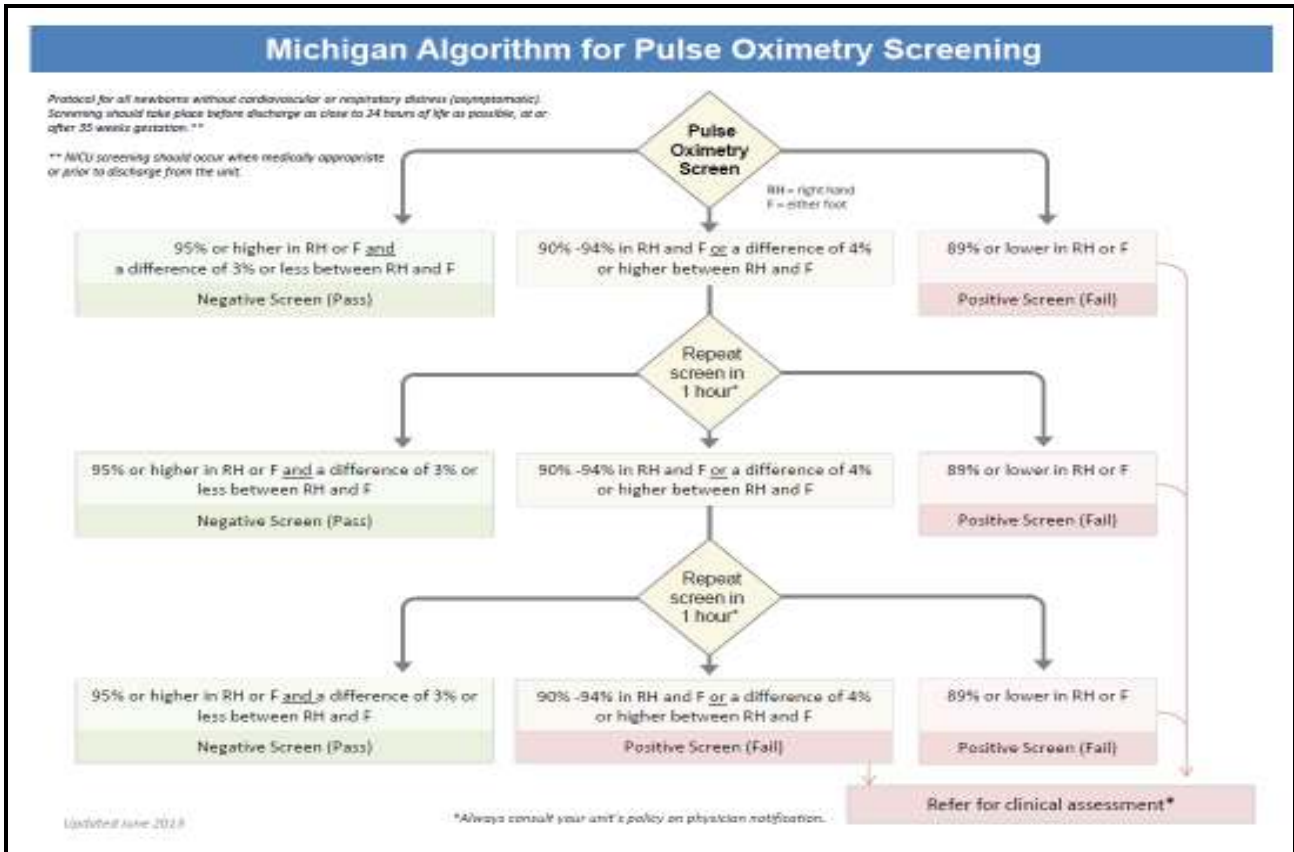 Michigan Algorithm for Pulse Oximetry Screening
Protocol for all newborns without cardiovascular or respiratory distress (asymptomatic).
Screening should take place before discharge as close to 24 hours of life as possible, at or
after 35 weeks gestation.**
** NICU screening should occur when medically appropriate
or prior to discharge from the unit.
Pulse
Oximetry
Screen
RH = right hand
F = either foot
95% or higher in RH or F and
a difference of 3% or less between RH and F
Negative Screen (Pass)
90% -94% in RH and F or a difference of 4%
or higher between RH and F
89% or lower in RH or F
Positive Screen (Fail)
Repeat
screen in
1 hour*
95% or higher in RH or F and a difference of 3% or
less between RH and F
Negative Screen (Pass)
90% -94% in RH and F or a difference of 4%
or higher between RH and F
89% or lower in RH or F
Positive Screen (Fail)
Repeat
screen in
1 hour*
95% or higher in RH or F and a difference of 3% or
less between RH and F
Negative Screen (Pass)
90% -94% in RH and F or a difference of 4%
or higher between RH and F
Positive Screen (Fail)
89% or lower in RH or F
Positive Screen (Fail)
Refer for clinical assessment*
Updated June
*Always consult your unit's policy on physician notification.